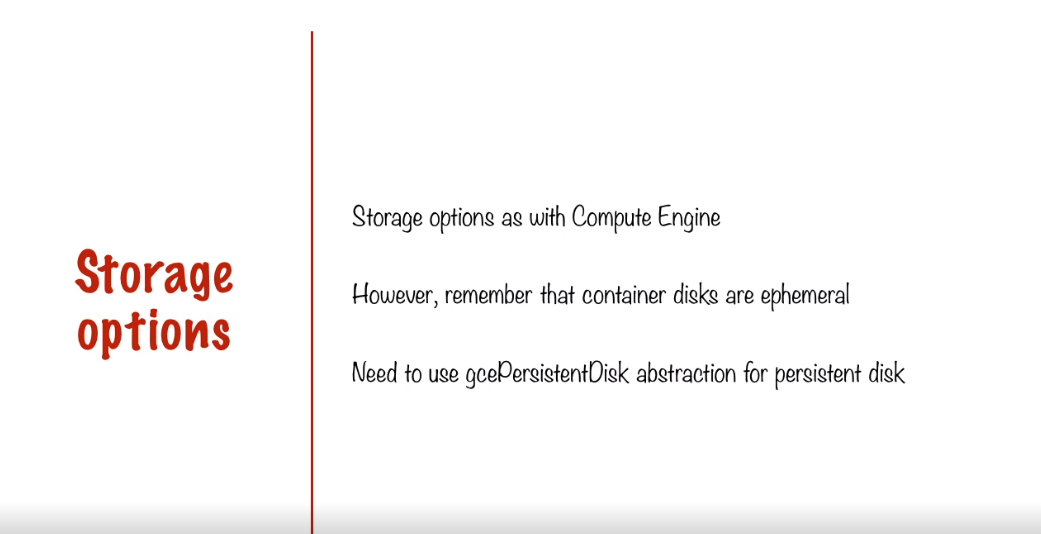 Storage
options
Storage options as with Compute Engine
However, remember that container disks are ephemeral
Need to use gcePersistentDisk abstraction for persistent disk